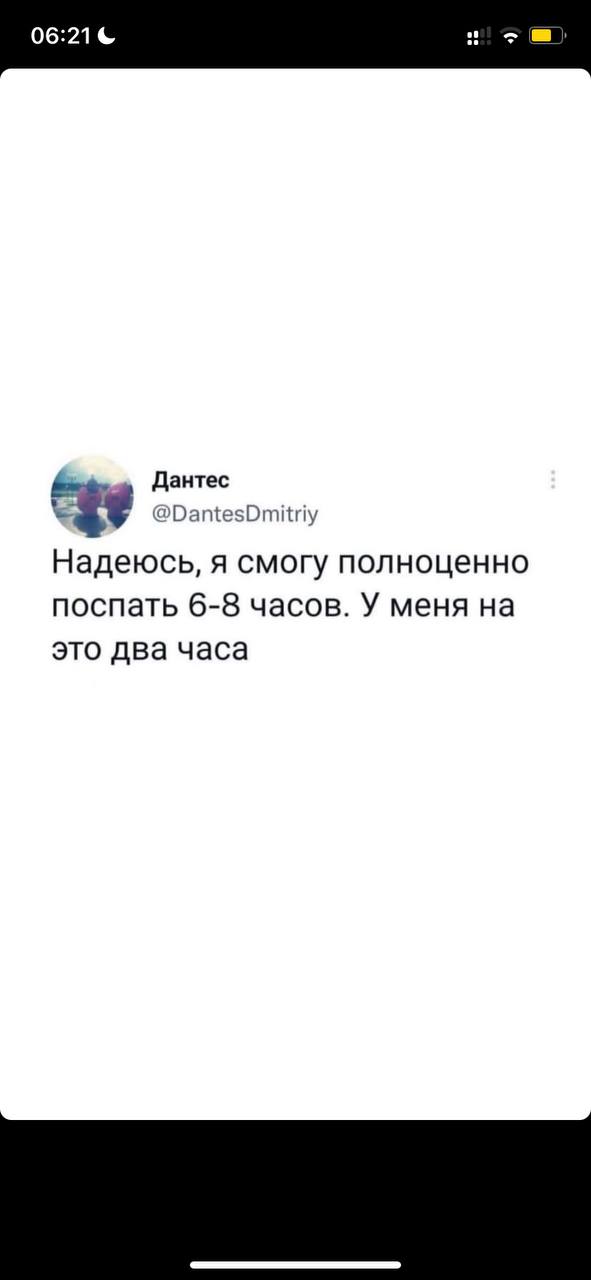 06:21
Дантес
@DantesDmitriy
Надеюсь, я смогу полноценно
поспать 6-8 часов. У меня на
это два часа